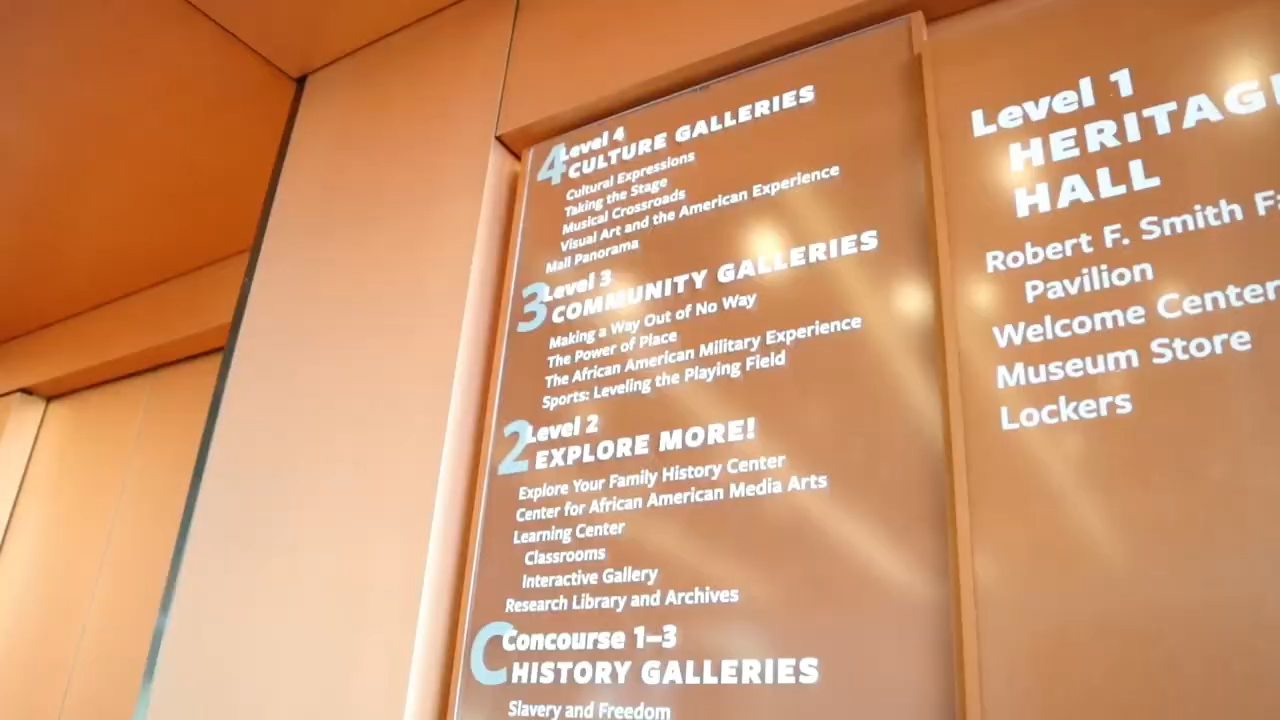 4 Level 4
CULTURE GALLERIES
Cultural Expressions
Taking the Stage
Musical Crossroads
Visual Art and the American Experience
Mall Panorama
3 Level 3
COMMUNITY GALLERIES
Making a Way Out of No Way
The Power of Place
The African American Military Experience
Sports: Leveling the Playing Field
2 Level 2
EXPLORE MORE!
Explore Your Family History Center
Center for African American Media Arts
Learning Center
Classrooms
Interactive Gallery
Research Library and Archives
C Concourse 1–3
HISTORY GALLERIES
Slavery and Freedom
Level 1
HERITAG
HALL
Robert F. Smith
Pavilion
Welcome Center
Museum Store
Lockers